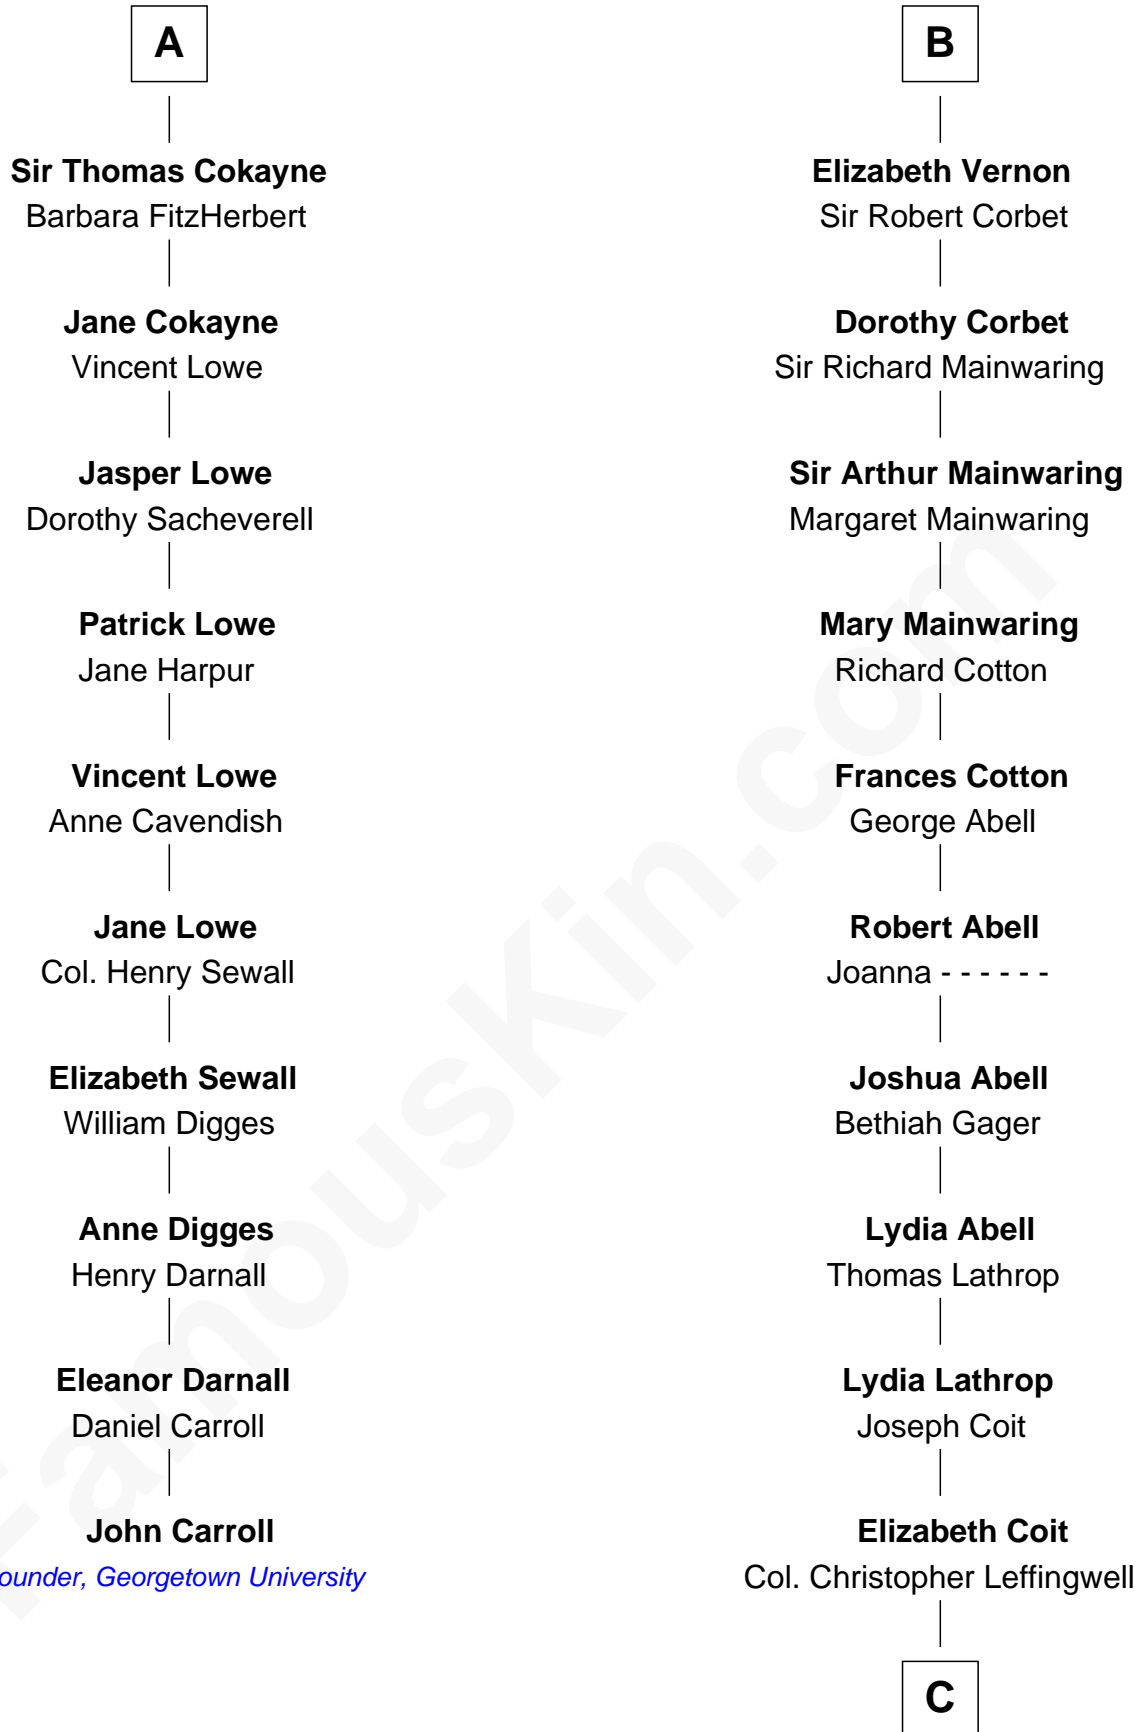 A
Sir Thomas Cokayne
Barbara FitzHerbert
Jane Cokayne
Vincent Lowe
Jasper Lowe
Dorothy Sacheverell
Patrick Lowe
Jane Harpur
Vincent Lowe
Anne Cavendish
Jane Lowe
Col. Henry Sewall
Elizabeth Sewall
William Digges
Anne Digges
Henry Darnall
Eleanor Darnall
Daniel Carroll
John Carroll
ounder, Georgetown University
B
Elizabeth Vernon
Sir Robert Corbet
Dorothy Corbet
Sir Richard Mainwaring
Sir Arthur Mainwaring
Margaret Mainwaring
Mary Mainwaring
Richard Cotton
Frances Cotton
George Abell
Robert Abell
Joanna - - - - - -
Joshua Abell
Bethiah Gager
Lydia Abell
Thomas Lathrop
Lydia Lathrop
Joseph Coit
Elizabeth Coit
Col. Christopher Leffingwell
C
FamousKin.com